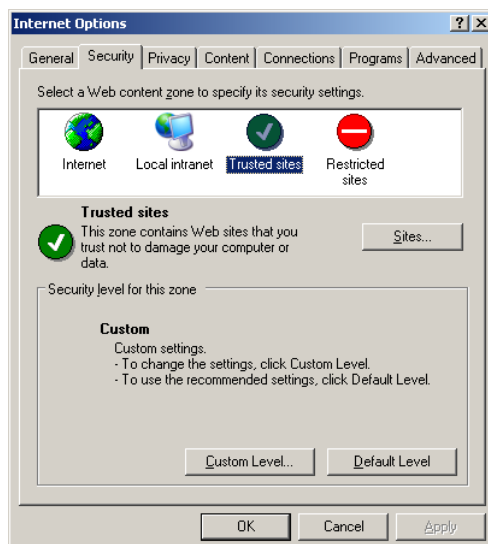 Internet Options
General Security Privacy Content Connections Programs Advanced
Select a Web content zone to specify its security settings.
Internet Local intranet Trusted sites Restricted
sites
Trusted sites
This zone contains Web sites that you
trust not to damage your computer or
data.
Sites...
Security level for this zone
Custom
Custom settings.
- To change the settings, click Custom Level.
- To use the recommended settings, click Default Level.
Custom Level... Default Level
OK Cancel Apply